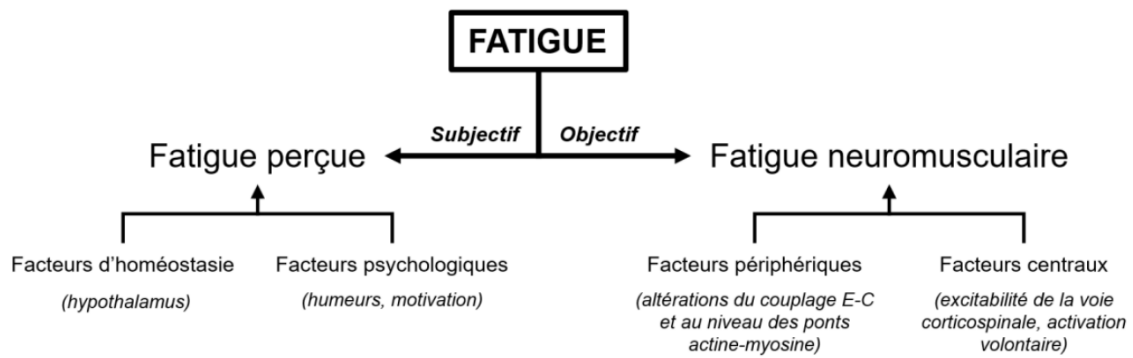 FATIGUE
Subjectif Objectif
Fatigue perçue
Fatigue neuromusculaire
Facteurs d'homéostasie
(hypothalamus)
Facteurs psychologiques
(humeurs, motivation)
Facteurs périphériques
(altérations du couplage E-C
et au niveau des ponts
actine-myosine)
Facteurs centraux
(excitabilité de la voie
corticospinale, activation
volontaire)